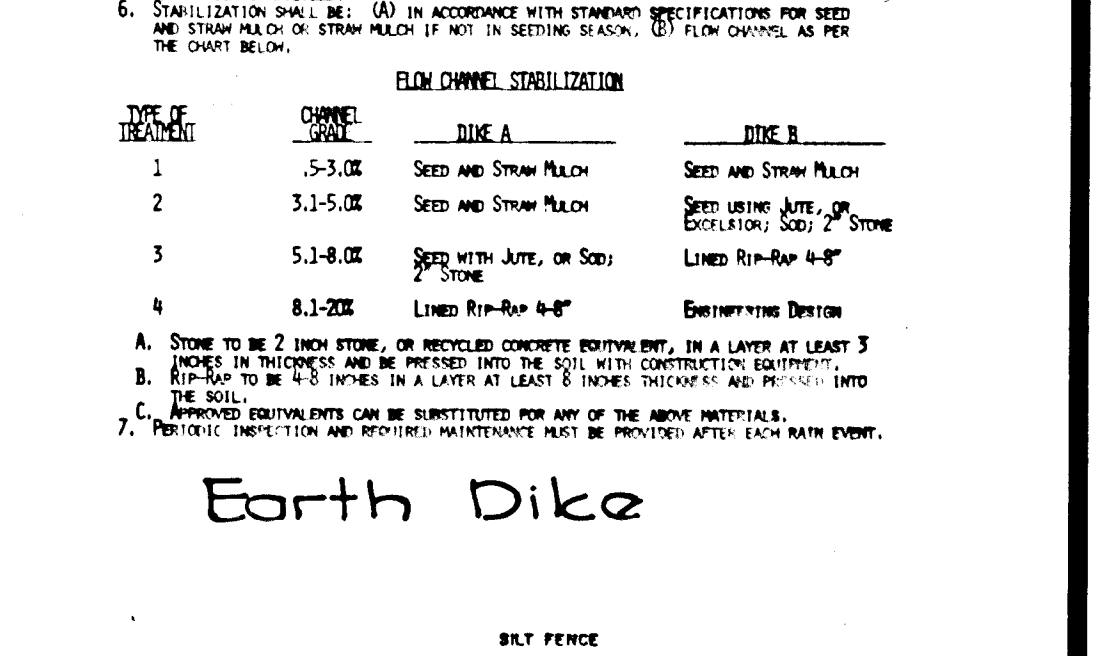 6. STABILIZATION SHALL BE: (A) IN ACCORDANCE WITH STANDARD SPECIFICATIONS FOR SEED
AND STRAW MULCH OR STRAW MULCH IF NOT IN SEEDING SEASON. (B) FLOW CHANNEL AS PER
THE CHART BELOW.
FLOW CHANNEL STABILIZATION
TYPE OF TREATMENT CHANNEL GRADE DIKE A DIKE B
1 .5-3.0% SEED AND STRAW MULCH SEED AND STRAW MULCH
2 3.1-5.0% SEED AND STRAW MULCH SEED USING JUTE, OR
EXCELSIOR; SOD; 2" STONE
3 5.1-8.0% SEED WITH JUTE, OR SOD; LINED RIP-RAP 4-8"
2" STONE
4 8.1-20% LINED RIP-RAP 4-8" ENGINEERING DESIGN
A. STONE TO BE 2 INCH STONE, OR RECYCLED CONCRETE EQUIVALENT, IN A LAYER AT LEAST 3
INCHES IN THICKNESS AND BE PRESSED INTO THE SOIL WITH CONSTRUCTION EQUIPMENT.
B. RIP-RAP TO BE 4-8 INCHES IN A LAYER AT LEAST 8 INCHES THICKNESS AND PRESSED INTO
THE SOIL.
C. APPROVED EQUIVALENTS CAN BE SUBSTITUTED FOR ANY OF THE ABOVE MATERIALS.
7. PERIODIC INSPECTION AND REQUIRED MAINTENANCE MUST BE PROVIDED AFTER EACH RAIN EVENT.
Earth Dike
SILT FENCE